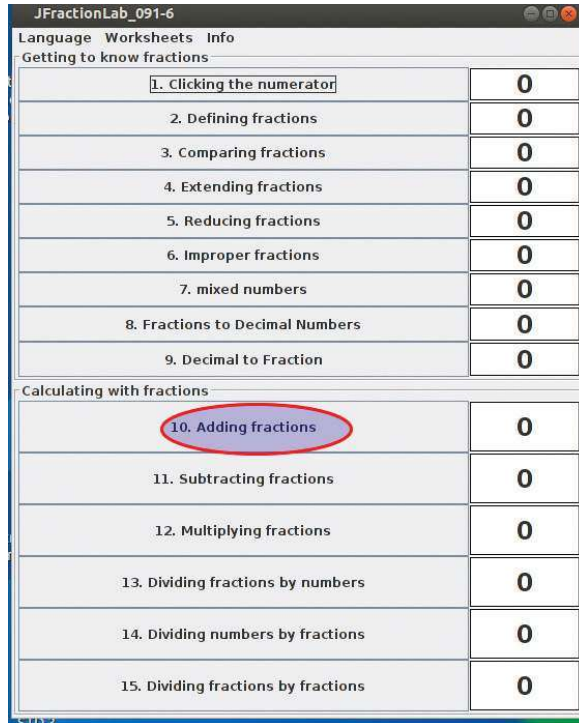 JFractionLab_091-6
Language Worksheets Info
Getting to know fractions
1. Clicking the numerator 0
2. Defining fractions 0
3. Comparing fractions 0
4. Extending fractions 0
5. Reducing fractions 0
6. Improper fractions 0
7. mixed numbers 0
8. Fractions to Decimal Numbers 0
9. Decimal to Fraction 0
Calculating with fractions
10. Adding fractions 0
11. Subtracting fractions 0
12. Multiplying fractions 0
13. Dividing fractions by numbers 0
14. Dividing numbers by fractions 0
15. Dividing fractions by fractions 0